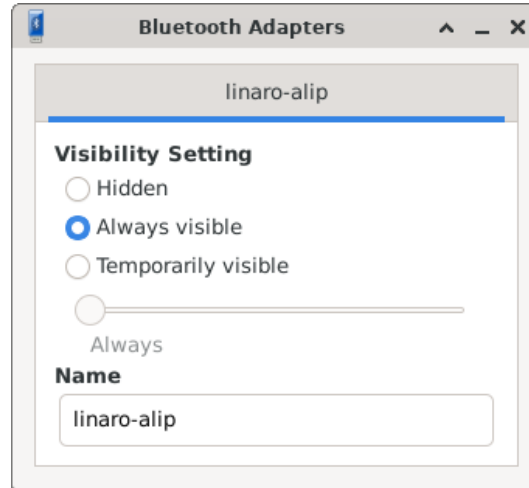 Bluetooth Adapters
linaro-alip
Visibility Setting
Hidden
Always visible
Temporarily visible
Always
Name
linaro-alip